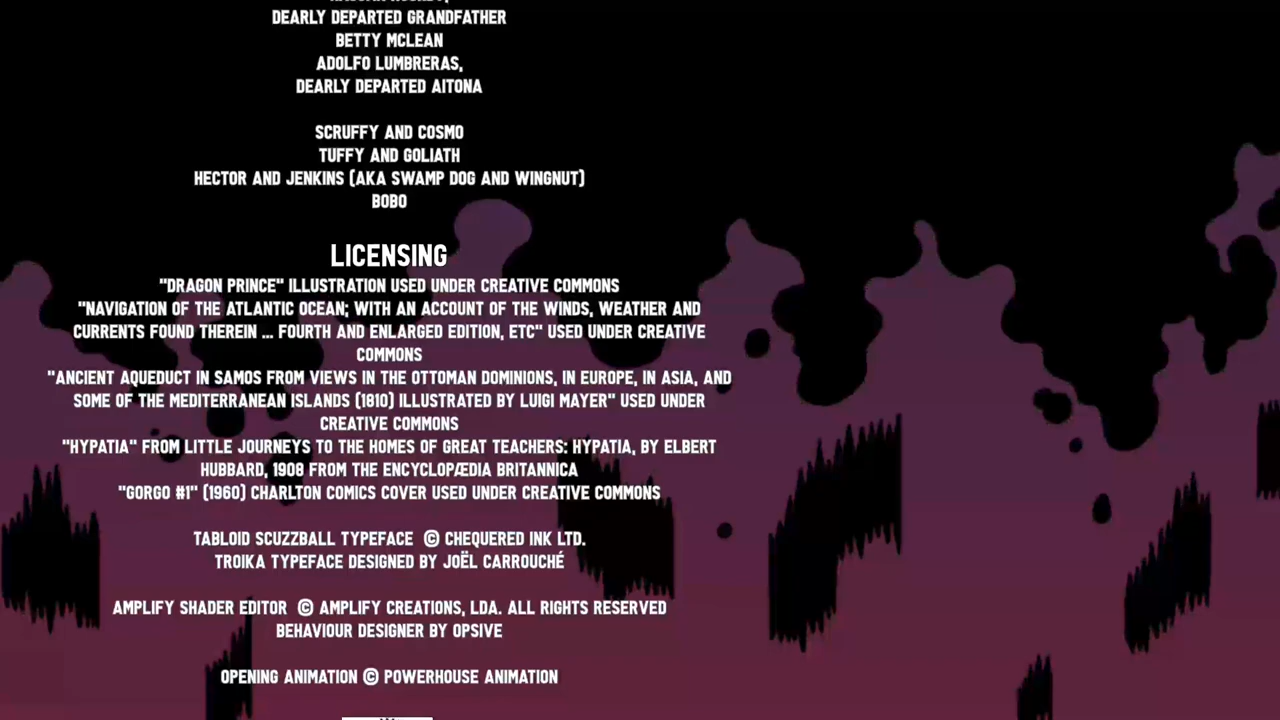 DEARLY DEPARTED GRANDFATHER
BETTY MCLEAN
ADOLFO LUMBRERAS,
DEARLY DEPARTED AITONA
SCRUFFY AND COSMO
TUFFY AND GOLIATH
HECTOR AND JENKINS (AKA SWAMP DOG AND WINGNUT)
BOBO
LICENSING
"DRAGON PRINCE" ILLUSTRATION USED UNDER CREATIVE COMMONS
"NAVIGATION OF THE ATLANTIC OCEAN; WITH AN ACCOUNT OF THE WINDS, WEATHER AND
CURRENTS FOUND THEREIN ... FOURTH AND ENLARGED EDITION, ETC" USED UNDER CREATIVE
COMMONS
"ANCIENT AQUEDUCT IN SAMOS FROM VIEWS IN THE OTTOMAN DOMINIONS, IN EUROPE, IN ASIA, AND
SOME OF THE MEDITERRANEAN ISLANDS (1810) ILLUSTRATED BY LUIGI MAYER" USED UNDER
CREATIVE COMMONS
"HYPATIA" FROM LITTLE JOURNEYS TO THE HOMES OF GREAT TEACHERS: HYPATIA, BY ELBERT
HUBBARD, 1908 FROM THE ENCYCLOPÆDIA BRITANNICA
"GORGO #1" (1960) CHARLTON COMICS COVER USED UNDER CREATIVE COMMONS
TABLOID SCUZZBALL TYPEFACE © CHEQUERED INK LTD.
TROIKA TYPEFACE DESIGNED BY JOËL CARROUCHÉ
AMPLIFY SHADER EDITOR © AMPLIFY CREATIONS, LDA. ALL RIGHTS RESERVED
BEHAVIOUR DESIGNER BY OPSIVE
OPENING ANIMATION © POWERHOUSE ANIMATION